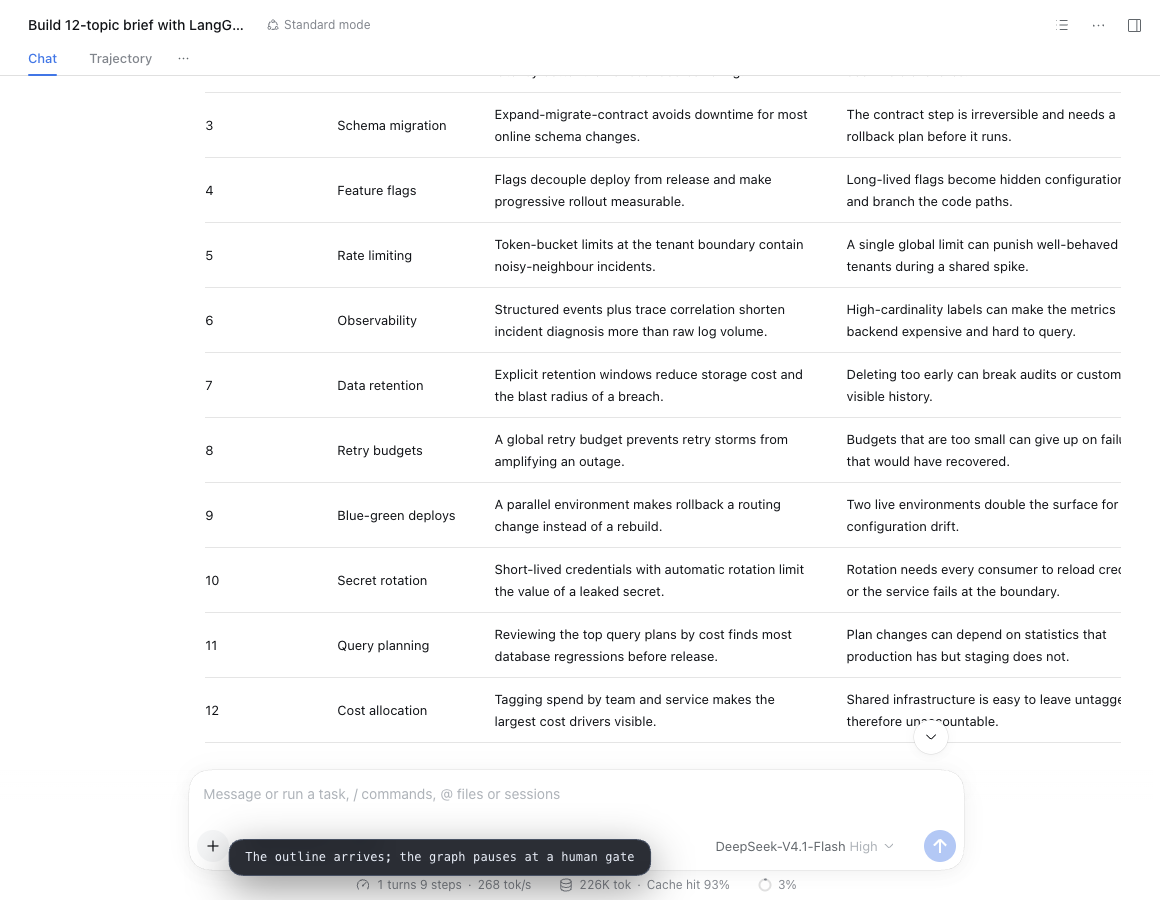 Build 12-topic brief with LangG...
Standard mode
Chat
Trajectory
3
Schema migration
Expand-migrate-contract avoids downtime for most
online schema changes.
The contract step is irreversible and needs a
rollback plan before it runs.
4
Feature flags
Flags decouple deploy from release and make
progressive rollout measurable.
Long-lived flags become hidden configuration
and branch the code paths.
5
Rate limiting
Token-bucket limits at the tenant boundary contain
noisy-neighbour incidents.
A single global limit can punish well-behaved
tenants during a shared spike.
6
Observability
Structured events plus trace correlation shorten
incident diagnosis more than raw log volume.
High-cardinality labels can make the metrics
backend expensive and hard to query.
7
Data retention
Explicit retention windows reduce storage cost and
the blast radius of a breach.
Deleting too early can break audits or custom
visible history.
8
Retry budgets
A global retry budget prevents retry storms from
amplifying an outage.
Budgets that are too small can give up on
that would have recovered.
9
Blue-green deploys
A parallel environment makes rollback a routing
change instead of a rebuild.
Two live environments double the surface for
configuration drift.
10
Secret rotation
Short-lived credentials with automatic rotation limit
the value of a leaked secret.
Rotation needs every consumer to reload
or the service fails at the boundary.
11
Query planning
Reviewing the top query plans by cost finds most
database regressions before release.
Plan changes can depend on statistics that
production has but staging does not.
12
Cost allocation
Tagging spend by team and service makes the
largest cost drivers visible.
Shared infrastructure is easy to leave
therefore
Message or run a task, / commands, @ files or sessions
The outline arrives; the graph pauses at a human gate
DeepSeek-V4.1-Flash High
1 turns 9 steps · 268 tok/s
226K tok · Cache hit 93%
3%